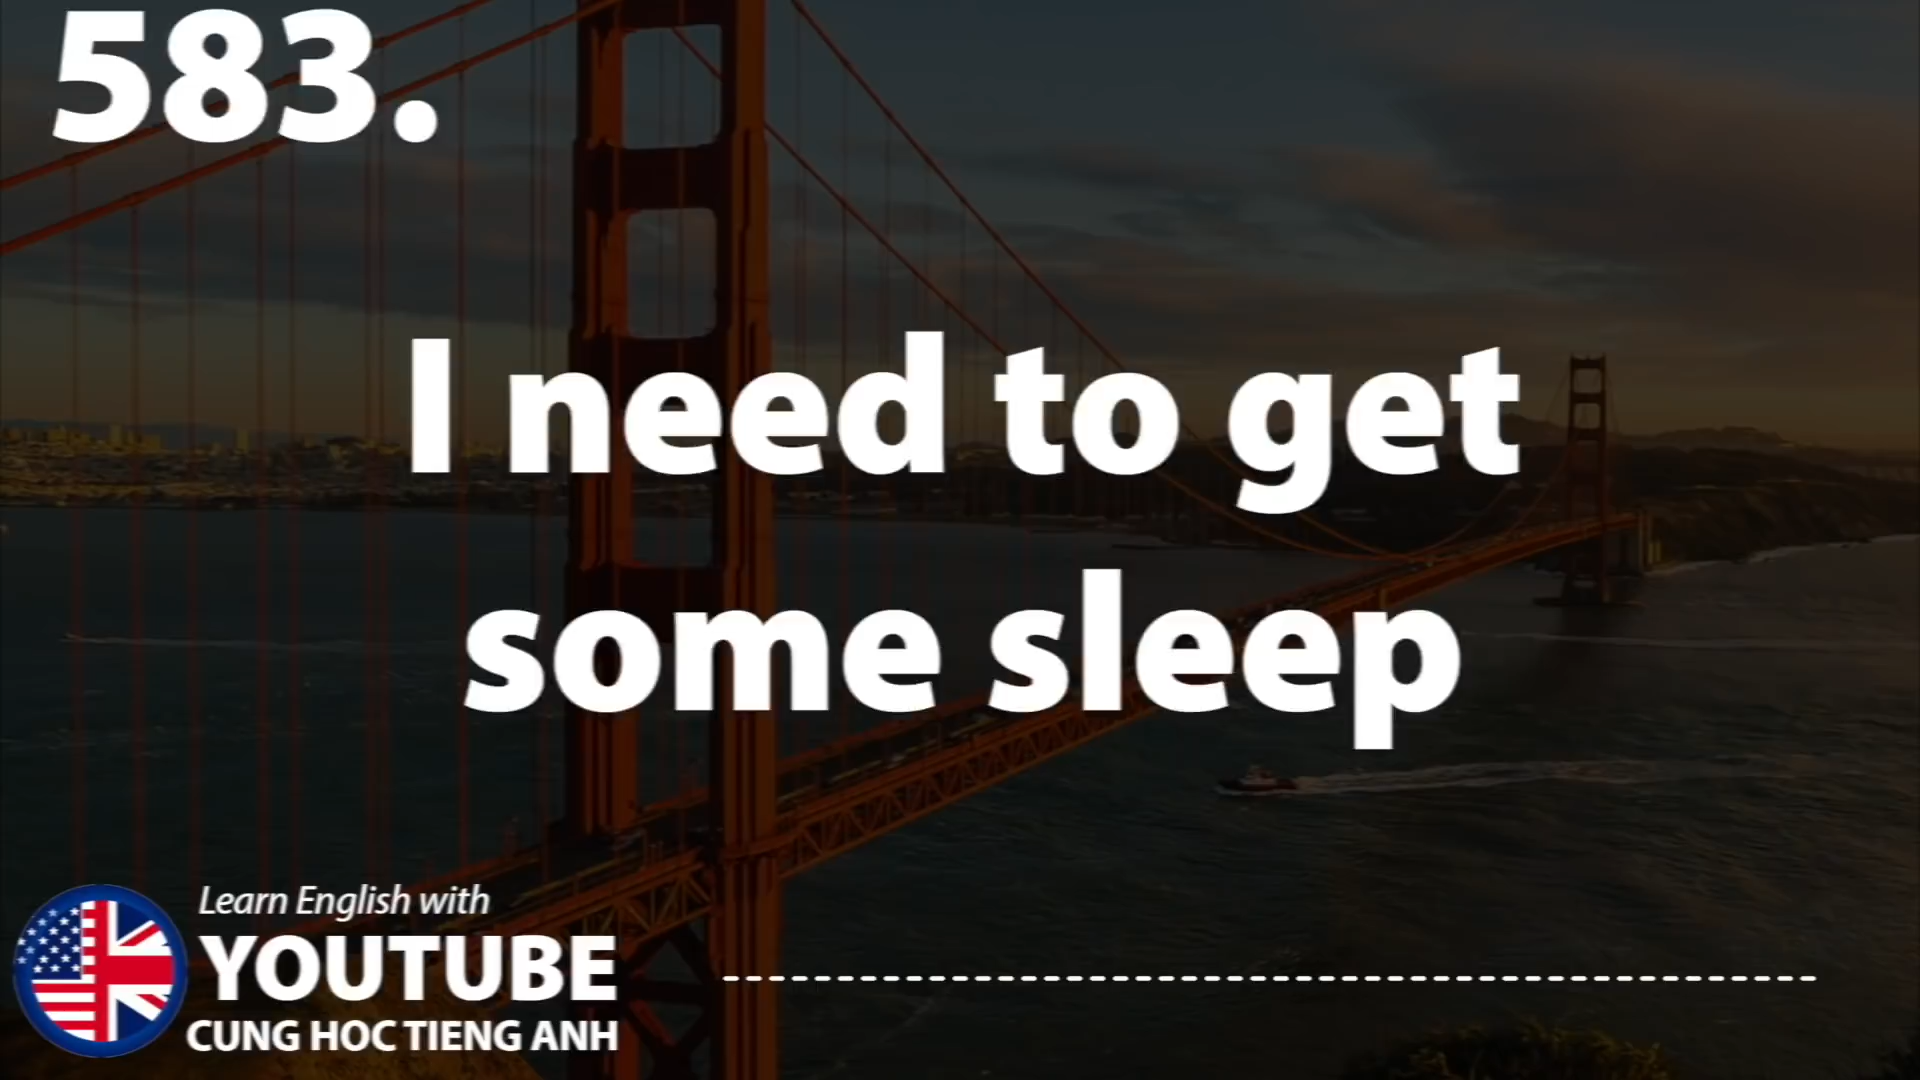 583.
I need to get
some sleep
Learn English with
YOUTUBE
CUNG HOC TIENG ANH